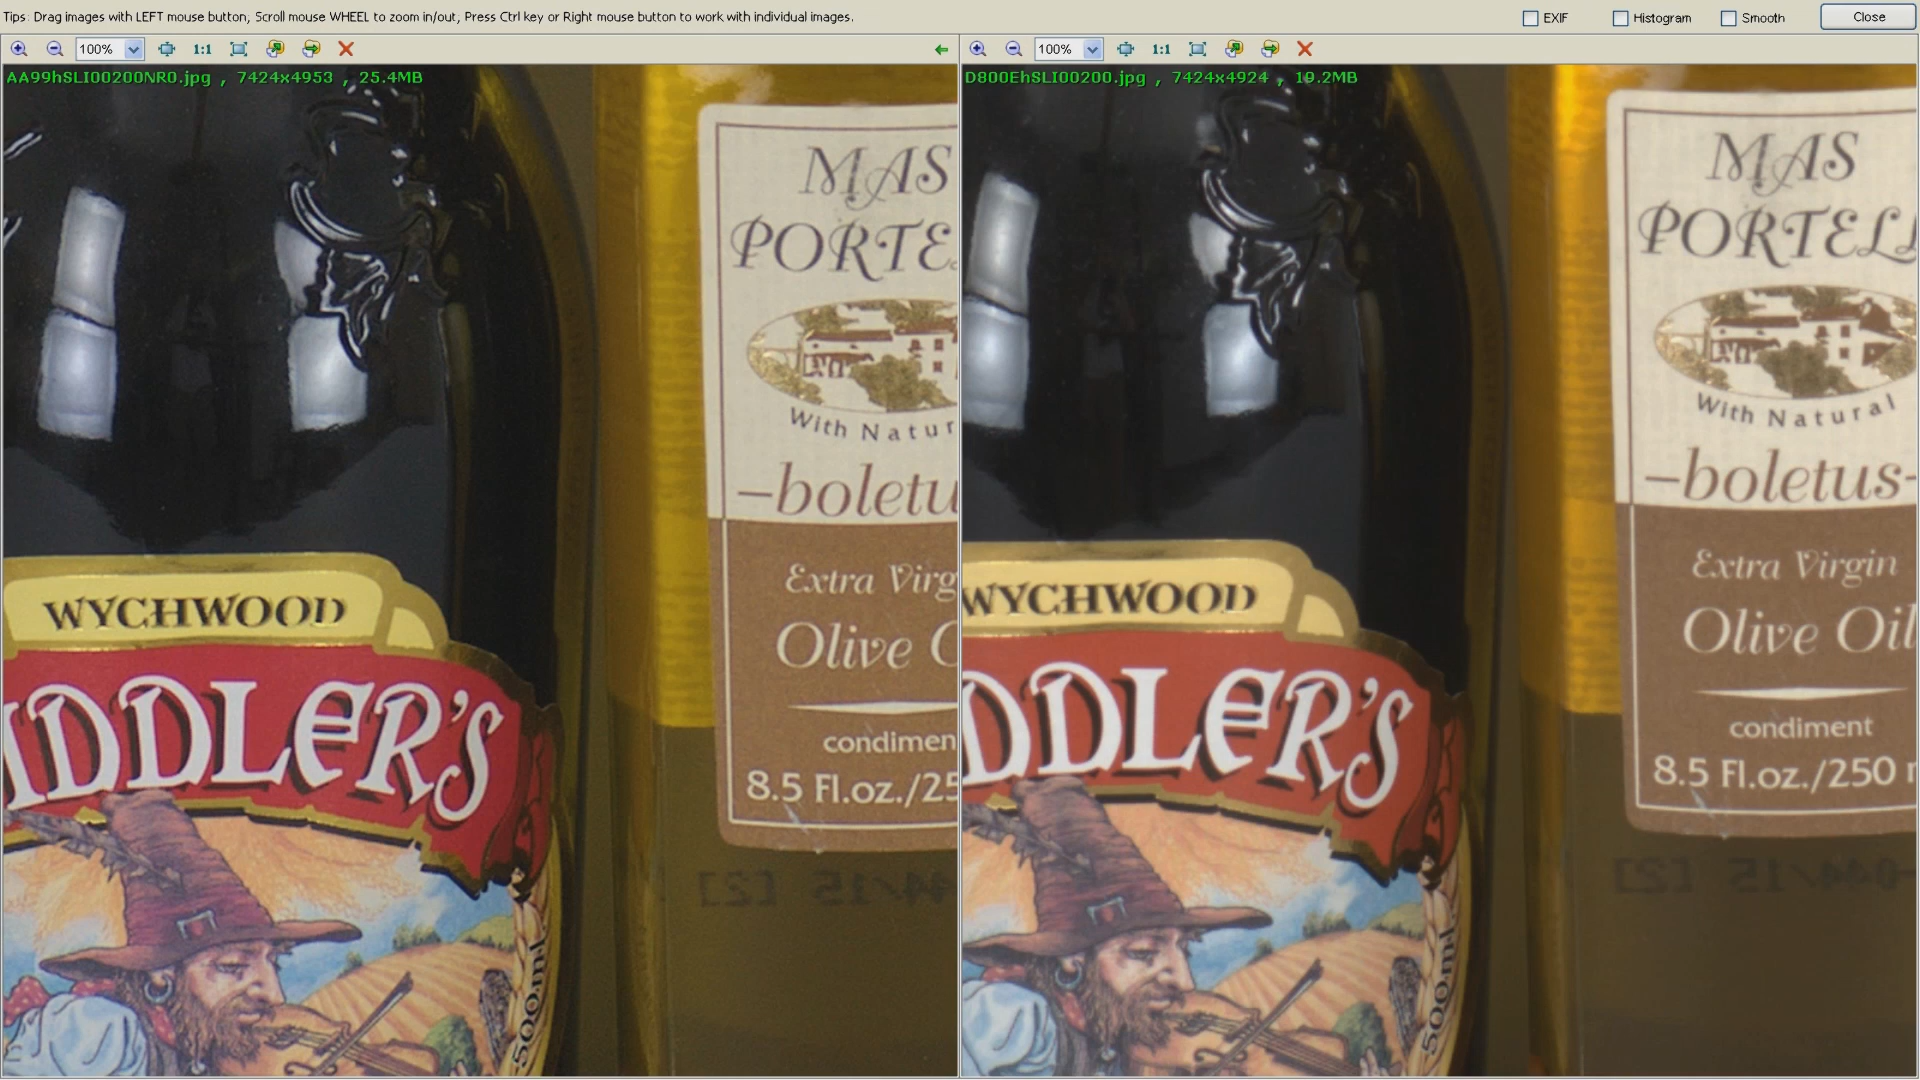 Tips: Drag images with LEFT mouse button, Scroll mouse WHEEL to zoom in/out, Press Ctrl key or Right mouse button to work with individual images.
EXIF
Histogram
Smooth
Close
100%
1:1
100%
1:1
AA99hSLI00200NR0.jpg , 7424x4953 , 25.4MB
MAS
PORTE
With Natur
–boletu
Extra Virg
Olive O
condimen
8.5 Fl.oz./25
WYCHWOOD
IDDLER'S
500ml
D800EhSLI00200.jpg , 7424x4924 , 19.2MB
MAS
PORTELL
With Natural
–boletus–
Extra Virgin
Olive Oil
condiment
8.5 Fl.oz./250 m
WYCHWOOD
DDLER'S
500ml